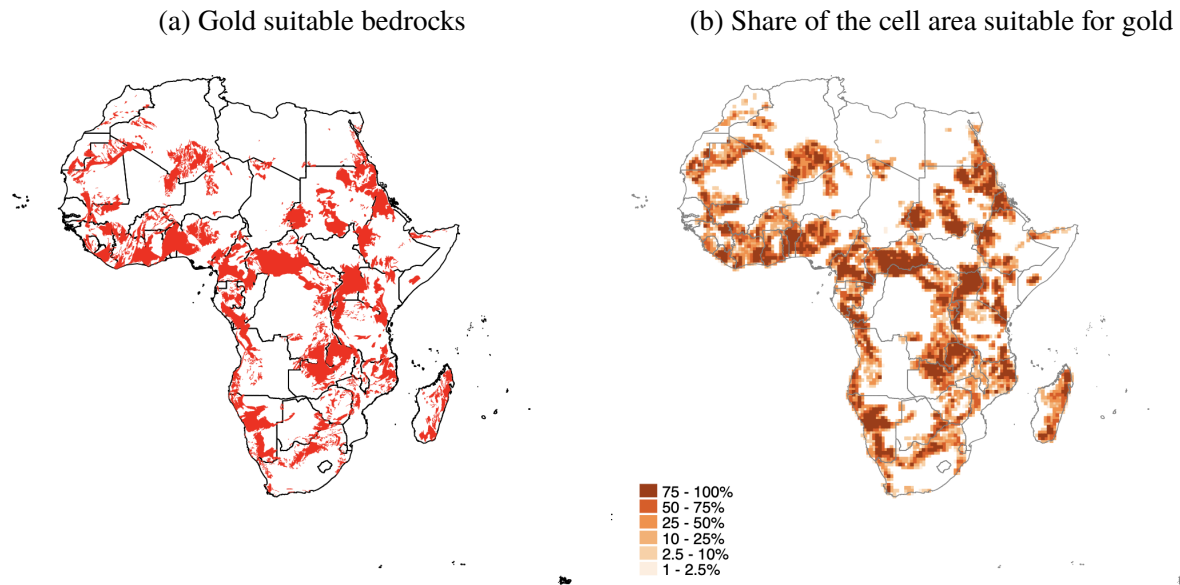 (a) Gold suitable bedrocks
(b) Share of the cell area suitable for gold
75 - 100%
50 - 75%
25 - 50%
10 - 25%
2.5 - 10%
1 - 2.5%